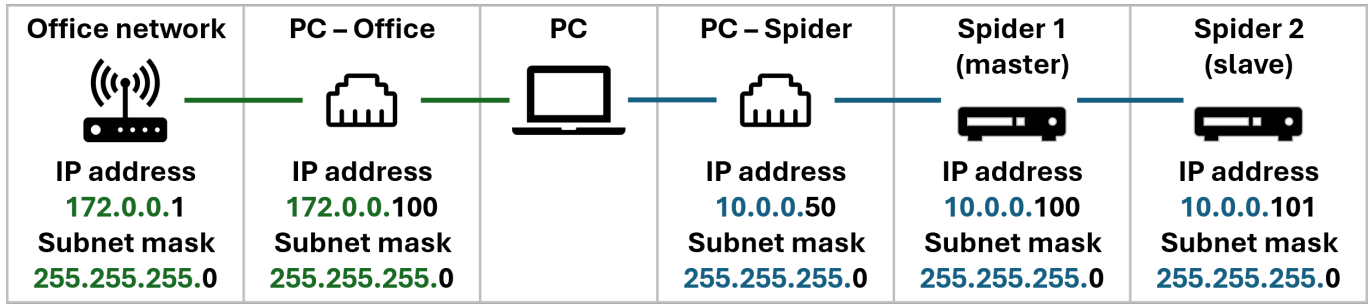 Office network
IP address
172.0.0.1
Subnet mask
255.255.255.0
PC – Office
IP address
172.0.0.100
Subnet mask
255.255.255.0
PC
PC – Spider
IP address
10.0.0.50
Subnet mask
255.255.255.0
Spider 1
(master)
IP address
10.0.0.100
Subnet mask
255.255.255.0
Spider 2
(slave)
IP address
10.0.0.101
Subnet mask
255.255.255.0